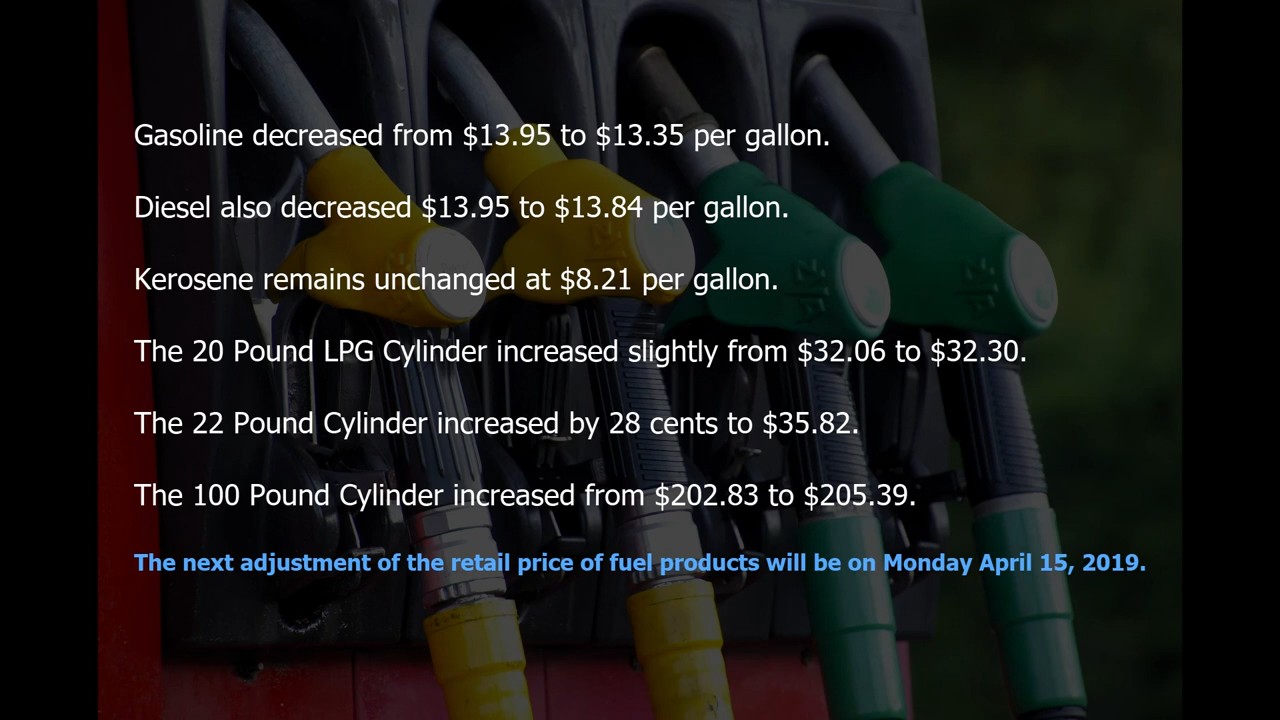 Gasoline decreased from $13.95 to $13.35 per gallon.
Diesel also decreased $13.95 to $13.84 per gallon.
Kerosene remains unchanged at $8.21 per gallon.
The 20 Pound LPG Cylinder increased slightly from $32.06 to $32.30.
The 22 Pound Cylinder increased by 28 cents to $35.82.
The 100 Pound Cylinder increased from $202.83 to $205.39.
The next adjustment of the retail price of fuel products will be on Monday April 15, 2019.